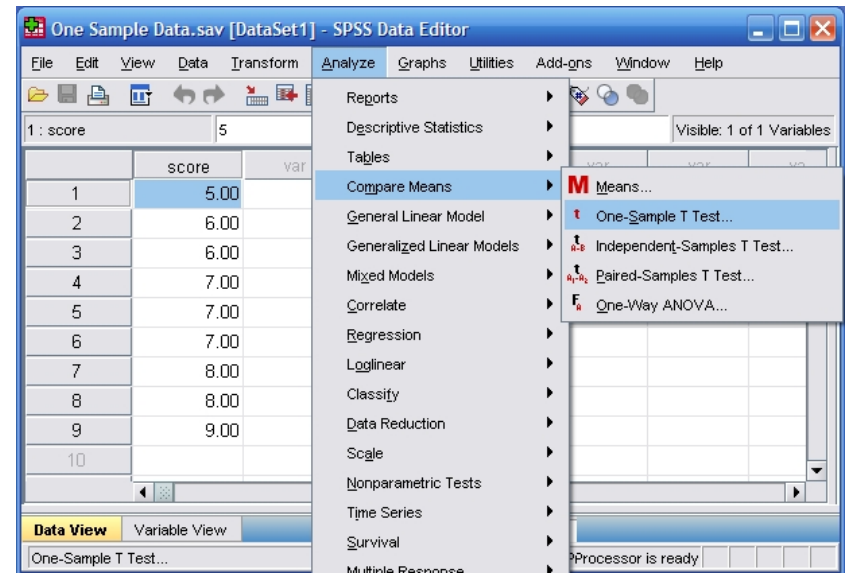 One Sample Data.sav [DataSet1] - SPSS Data Editor
File Edit View Data Transform Analyze Graphs Utilities Add-ons Window Help
1 : score 5 Visible: 1 of 1 Variables
score var var var va
1 5.00
2 6.00
3 6.00
4 7.00
5 7.00
6 7.00
7 8.00
8 8.00
9 9.00
10
Reports
Descriptive Statistics
Tables
Compare Means
General Linear Model
Generalized Linear Models
Mixed Models
Correlate
Regression
Loglinear
Classify
Data Reduction
Scale
Nonparametric Tests
Time Series
Survival
Multiple Response
M Means...
t One-Sample T Test...
Independent-Samples T Test...
Paired-Samples T Test...
One-Way ANOVA...
Data View Variable View
One-Sample T Test... Processor is ready